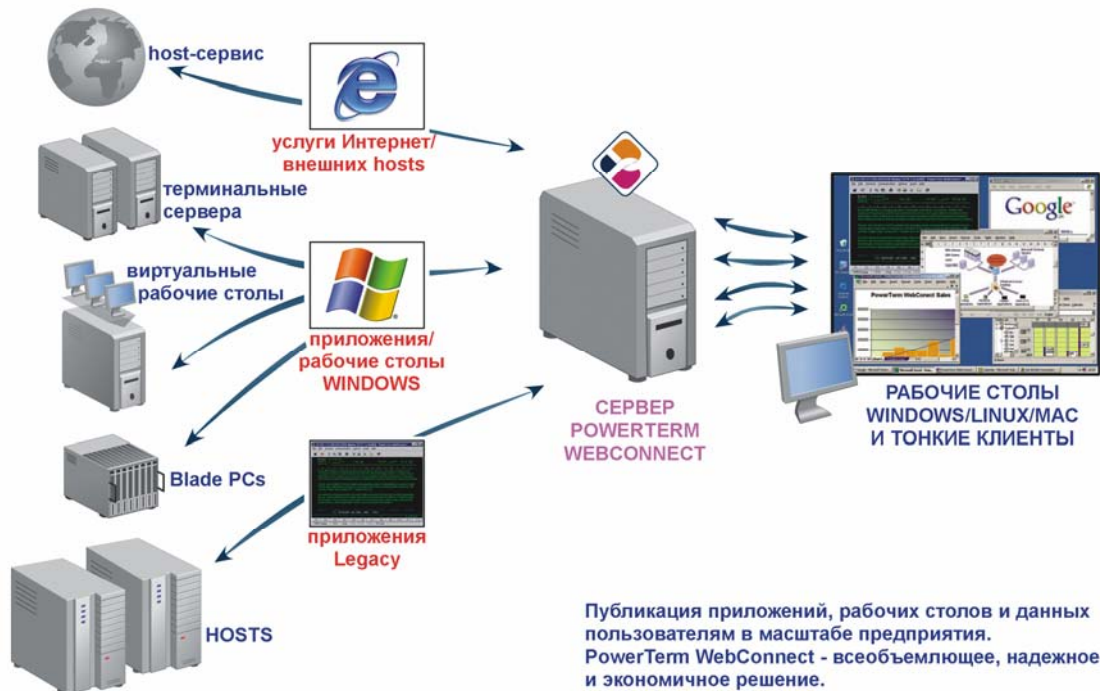 host-сервис
услуги Интернет/
внешних hosts
терминальные
сервера
виртуальные
рабочие столы
приложения/
рабочие столы
WINDOWS
Blade PCs
приложения
Legacy
HOSTS
СЕРВЕР
POWERTERM
WEBCONNECT
Google
PowerTerm WebConnect Sales
РАБОЧИЕ СТОЛЫ
WINDOWS/LINUX/MAC
И ТОНКИЕ КЛИЕНТЫ
Публикация приложений, рабочих столов и данных
пользователям в масштабе предприятия.
PowerTerm WebConnect - всеобъемлющее, надежное
и экономичное решение.